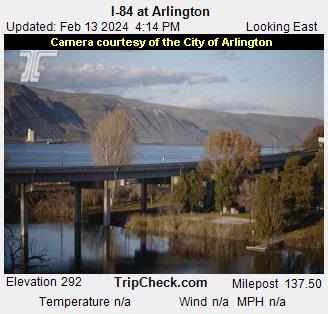 I-84 at Arlington
Updated: Feb 13 2024 4:14 PM Looking East
Camera courtesy of the City of Arlington
Elevation 292 TripCheck.com Milepost 137.50
Temperature n/a Wind n/a MPH n/a